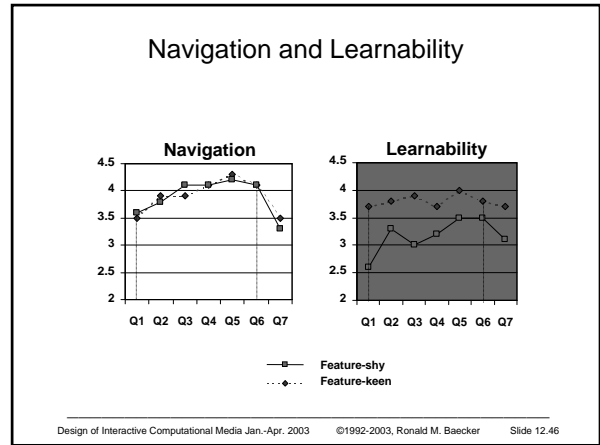 Navigation and Learnability
Navigation
4.5
4
3.5
3
2.5
2
Q1 Q2 Q3 Q4 Q5 Q6 Q7
Learnability
4.5
4
3.5
3
2.5
2
Q1 Q2 Q3 Q4 Q5 Q6 Q7
Feature-shy
Feature-keen
Design of Interactive Computational Media Jan.-Apr. 2003 ©1992-2003, Ronald M. Baecker Slide 12.46